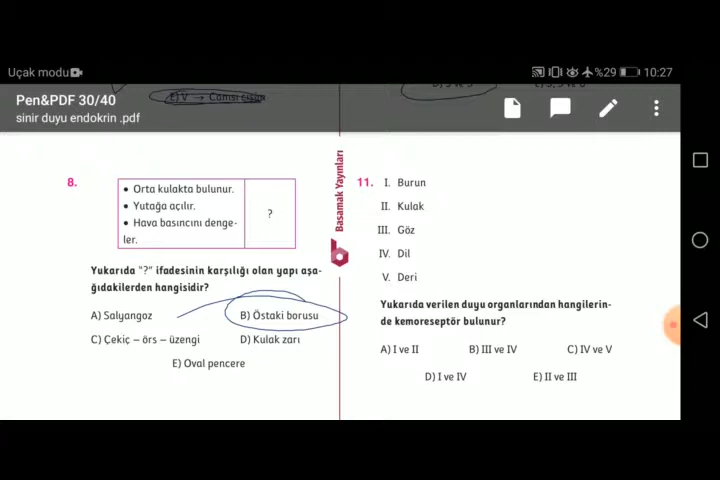 Uçak modu
%29
10:27
E) V → Camsı cisim
Pen&PDF 30/40
sinir duyu endokrin .pdf
8.
• Orta kulakta bulunur.
• Yutağa açılır.
• Hava basıncını denge-
ler.
?
Yukarıda "?" ifadesinin karşılığı olan yapı aşa-
ğıdakilerden hangisidir?
A) Salyangoz
B) Östaki borusu
C) Çekiç – örs – üzengi
D) Kulak zarı
E) Oval pencere
Basamak Yayınları
11. I. Burun
II. Kulak
III. Göz
IV. Dil
V. Deri
Yukarıda verilen duyu organlarından hangilerin-
de kemoreseptör bulunur?
A) I ve II
B) III ve IV
C) IV ve V
D) I ve IV
E) II ve III